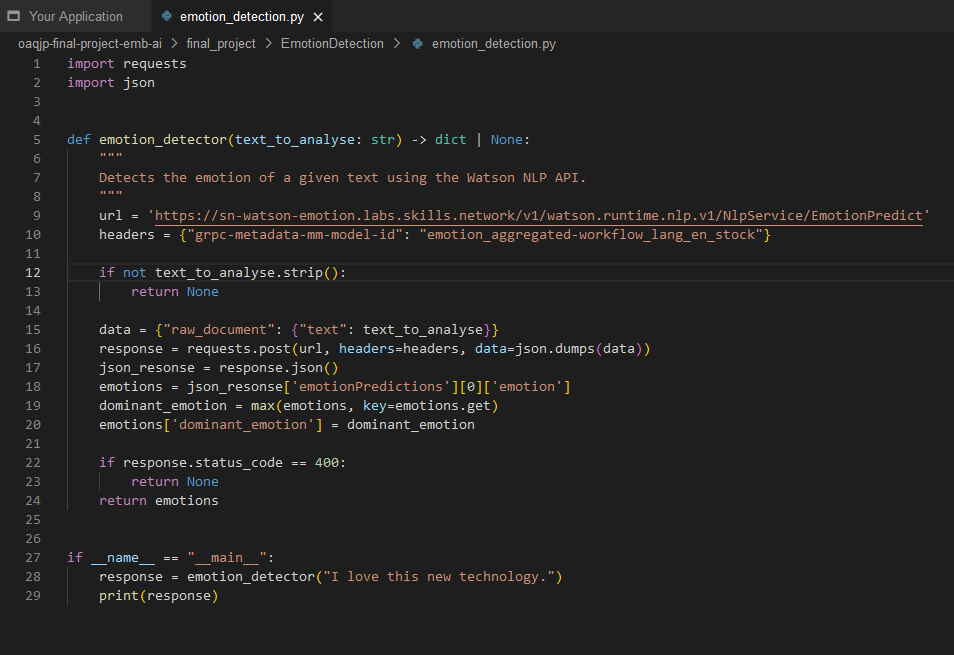 Your Application emotion_detection.py
oaqjp-final-project-emb-ai > final_project > EmotionDetection > emotion_detection.py
1 import requests
2 import json
3
4
5 def emotion_detector(text_to_analyse: str) -> dict | None:
6 """
7 Detects the emotion of a given text using the Watson NLP API.
8 """
9 url = 'https://sn-watson-emotion.labs.skills.network/v1/watson.runtime.nlp.v1/NlpService/EmotionPredict'
10 headers = {"grpc-metadata-mm-model-id": "emotion_aggregated-workflow_lang_en_stock"}
11
12 if not text_to_analyse.strip():
13 return None
14
15 data = {"raw_document": {"text": text_to_analyse}}
16 response = requests.post(url, headers=headers, data=json.dumps(data))
17 json_resonse = response.json()
18 emotions = json_resonse['emotionPredictions'][0]['emotion']
19 dominant_emotion = max(emotions, key=emotions.get)
20 emotions['dominant_emotion'] = dominant_emotion
21
22 if response.status_code == 400:
23 return None
24 return emotions
25
26
27 if __name__ == "__main__":
28 response = emotion_detector("I love this new technology.")
29 print(response)